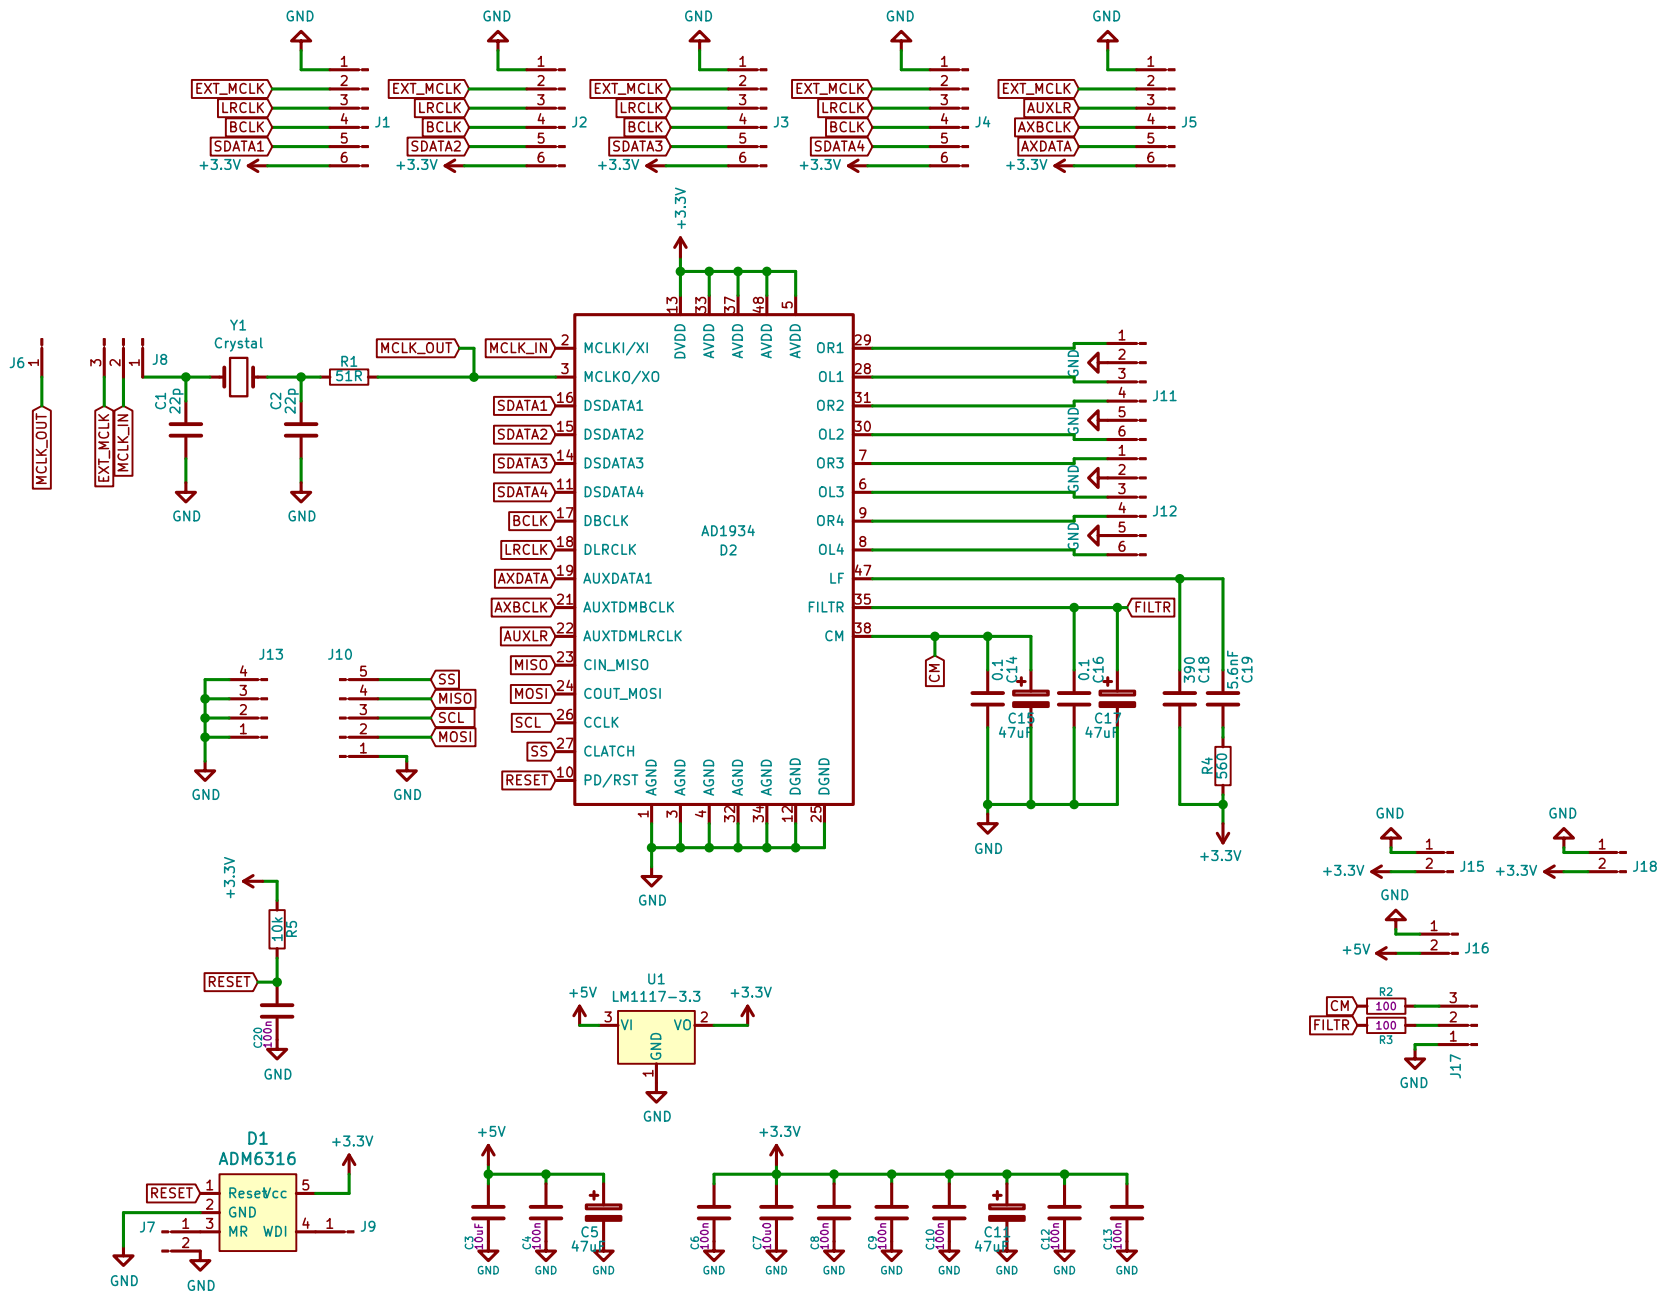 GND GND GND GND GND
1 1 1 1 1
EXT_MCLK 2 EXT_MCLK 2 EXT_MCLK 2 EXT_MCLK 2 EXT_MCLK 2
LRCLK 3 LRCLK 3 LRCLK 3 LRCLK 3 AUXLR 3
BCLK 4 J1 BCLK 4 J2 BCLK 4 J3 BCLK 4 J4 AXBCLK 4 J5
SDATA1 5 SDATA2 5 SDATA3 5 SDATA4 5 AXDATA 5
+3.3V 6 +3.3V 6 +3.3V 6 +3.3V 6 +3.3V 6
+3.3V
13 33 37 48 5
DVDD AVDD AVDD AVDD AVDD
J6 1 MCLK_OUT
3 2 1 J8
EXT_MCLK MCLK_IN
Y1
Crystal
C1 22p
C2 22p
R1
51R
GND GND
MCLK_OUT MCLK_IN 2 MCLKI/XI
3 MCLKO/XO
SDATA1 16 DSDATA1
SDATA2 15 DSDATA2
SDATA3 14 DSDATA3
SDATA4 11 DSDATA4
BCLK 17 DBCLK
LRCLK 18 DLRCLK
AXDATA 19 AUXDATA1
AXBCLK 21 AUXTDMBCLK
AUXLR 22 AUXTDMLRCLK
MISO 23 CIN_MISO
MOSI 24 COUT_MOSI
SCL 26 CCLK
SS 27 CLATCH
RESET 10 PD/RST
AD1934
D2
OR1 29
OL1 28
OR2 31
OL2 30
OR3 7
OL3 6
OR4 9
OL4 8
LF 47
FILTR 35 FILTR
CM 38
CM
AGND AGND AGND AGND AGND DGND DGND
1 3 4 32 34 12 25
GND
1
GND 2
3
4 J11
GND 5
6
1
GND 2
3
4 J12
GND 5
6
0.1 C14
C15
47uF
0.1 C16
C17
47uF
390 C18
5.6nF C19
R4 560
GND
+3.3V
J13
4
3
2
1
GND
J10
5 SS
4 MISO
3 SCL
2 MOSI
1
GND
+3.3V
10k R5
RESET
C20 100n
GND
U1
LM1117-3.3
+5V +3.3V
3 VI VO 2
GND
1
GND
GND GND
1 1
+3.3V 2 J15 +3.3V 2 J18
GND
1
+5V 2 J16
CM R2 100 3
FILTR 100 2
R3 1
GND J17
D1
ADM6316
+3.3V
RESET 1 Reset Vcc 5
2 GND
J7 1 3 MR WDI 4 1 J9
2
GND GND
+5V
C3 10uF
C4 100n
C5
47uF
GND GND GND
+3.3V
C6 100n
C7 10u0
C8 100n
C9 100n
C10 100n
C11
47uF
C12 100n
C13 100n
GND GND GND GND GND GND GND GND